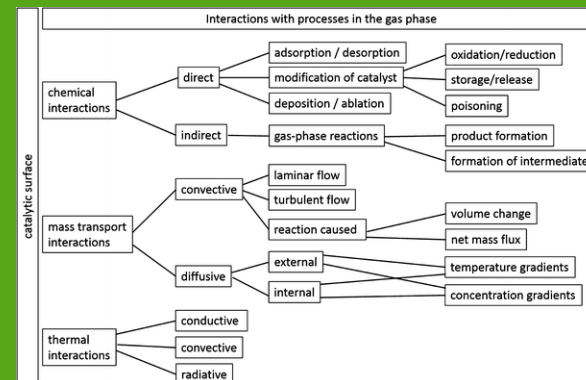 Interactions with processes in the gas phase
catalytic surface
chemical
interactions
direct
adsorption / desorption
modification of catalyst
deposition / ablation
oxidation/reduction
storage/release
poisoning
indirect
gas-phase reactions
product formation
formation of intermediate
mass transport
interactions
convective
laminar flow
turbulent flow
reaction caused
volume change
net mass flux
diffusive
external
internal
temperature gradients
concentration gradients
thermal
interactions
conductive
convective
radiative